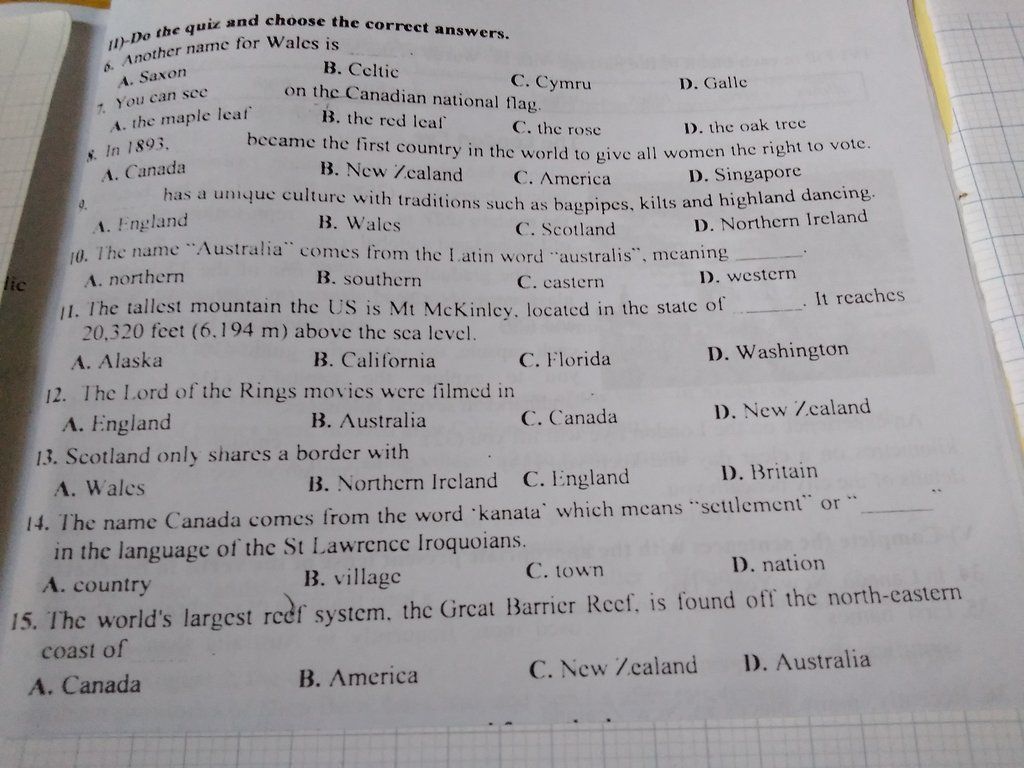 II)-Do the quiz and choose the correct answers.
6. Another name for Wales is ______.
A. Saxon B. Celtic C. Cymru D. Galle
7. You can see on the Canadian national flag.
A. the maple leaf B. the red leaf C. the rose D. the oak tree
8. In 1893, became the first country in the world to give all women the right to vote.
A. Canada B. New Zealand C. America D. Singapore
9. has a unique culture with traditions such as bagpipes, kilts and highland dancing.
A. England B. Wales C. Scotland D. Northern Ireland
10. The name "Australia" comes from the Latin word "australis", meaning ______.
A. northern B. southern C. eastern D. western
11. The tallest mountain the US is Mt McKinley, located in the state of ______. It reaches
20,320 feet (6,194 m) above the sea level.
A. Alaska B. California C. Florida D. Washington
12. The Lord of the Rings movies were filmed in
A. England B. Australia C. Canada D. New Zealand
13. Scotland only shares a border with .
A. Wales B. Northern Ireland C. England D. Britain
14. The name Canada comes from the word 'kanata' which means "settlement" or "______"
in the language of the St Lawrence Iroquoians.
A. country B. village C. town D. nation
15. The world's largest reef system, the Great Barrier Reef, is found off the north-eastern
coast of ______.
A. Canada B. America C. New Zealand D. Australia